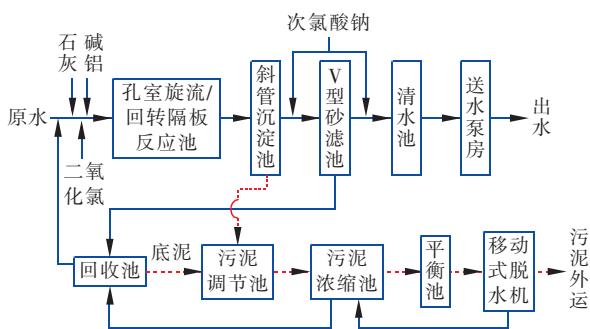 次氯酸钠
石灰
碱铝
原水
二氧化氯
孔室旋流/
回转隔板
反应池
斜管沉淀池
V型砂滤池
清水池
送水泵房
出水
回收池
底泥
污泥
调节池
污泥
浓缩池
平衡池
移动
式脱
水机
污泥外运